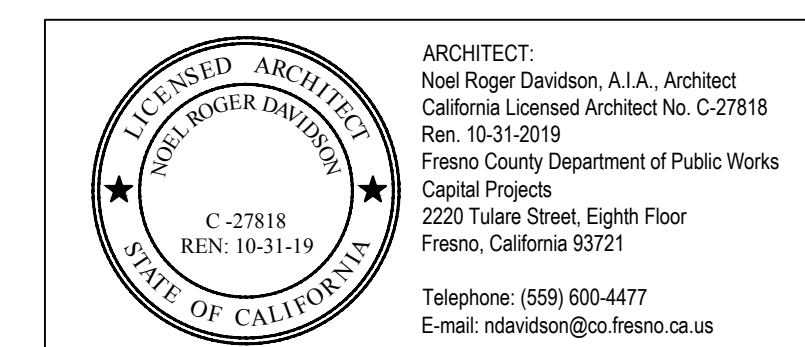 LICENSED ARCHITECT
NOEL ROGER DAVIDSON
C -27818
REN: 10-31-19
STATE OF CALIFORNIA
ARCHITECT:
Noel Roger Davidson, A.I.A., Architect
California Licensed Architect No. C-27818
Ren. 10-31-2019
Fresno County Department of Public Works
Capital Projects
2220 Tulare Street, Eighth Floor
Fresno, California 93721
Telephone: (559) 600-4477
E-mail: ndavidson@co.fresno.ca.us